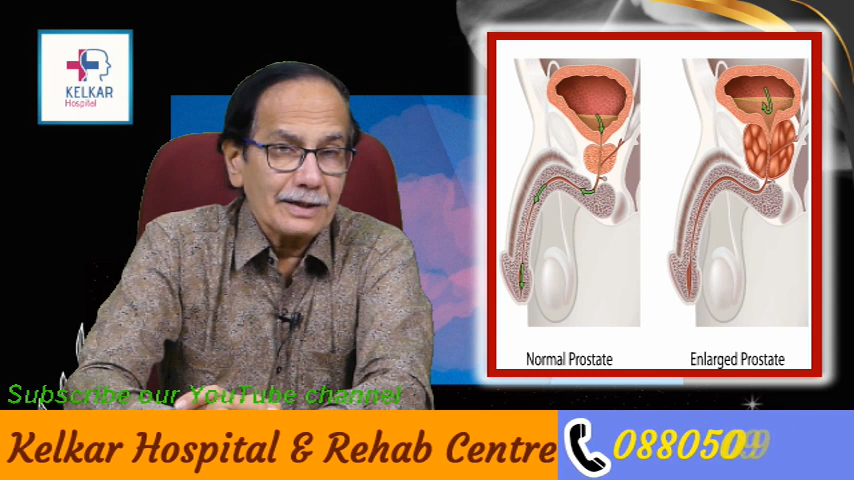 KELKAR
Hospital
Normal Prostate
Enlarged Prostate
Subscribe our YouTube channel
Kelkar Hospital & Rehab Centre
088050